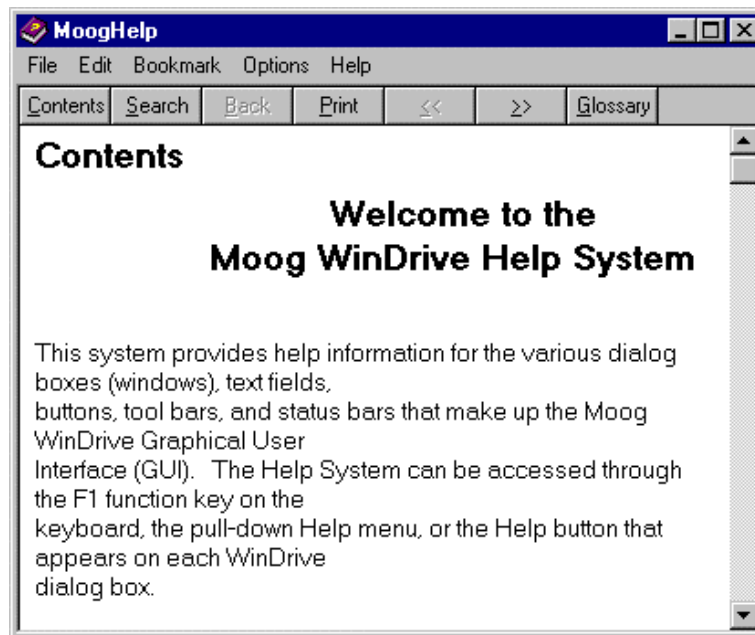 MoogHelp
File Edit Bookmark Options Help
Contents Search Back Print << >> Glossary
Contents
Welcome to the
Moog WinDrive Help System
This system provides help information for the various dialog
boxes (windows), text fields,
buttons, tool bars, and status bars that make up the Moog
WinDrive Graphical User
Interface (GUI). The Help System can be accessed through
the F1 function key on the
keyboard, the pull-down Help menu, or the Help button that
appears on each WinDrive
dialog box.